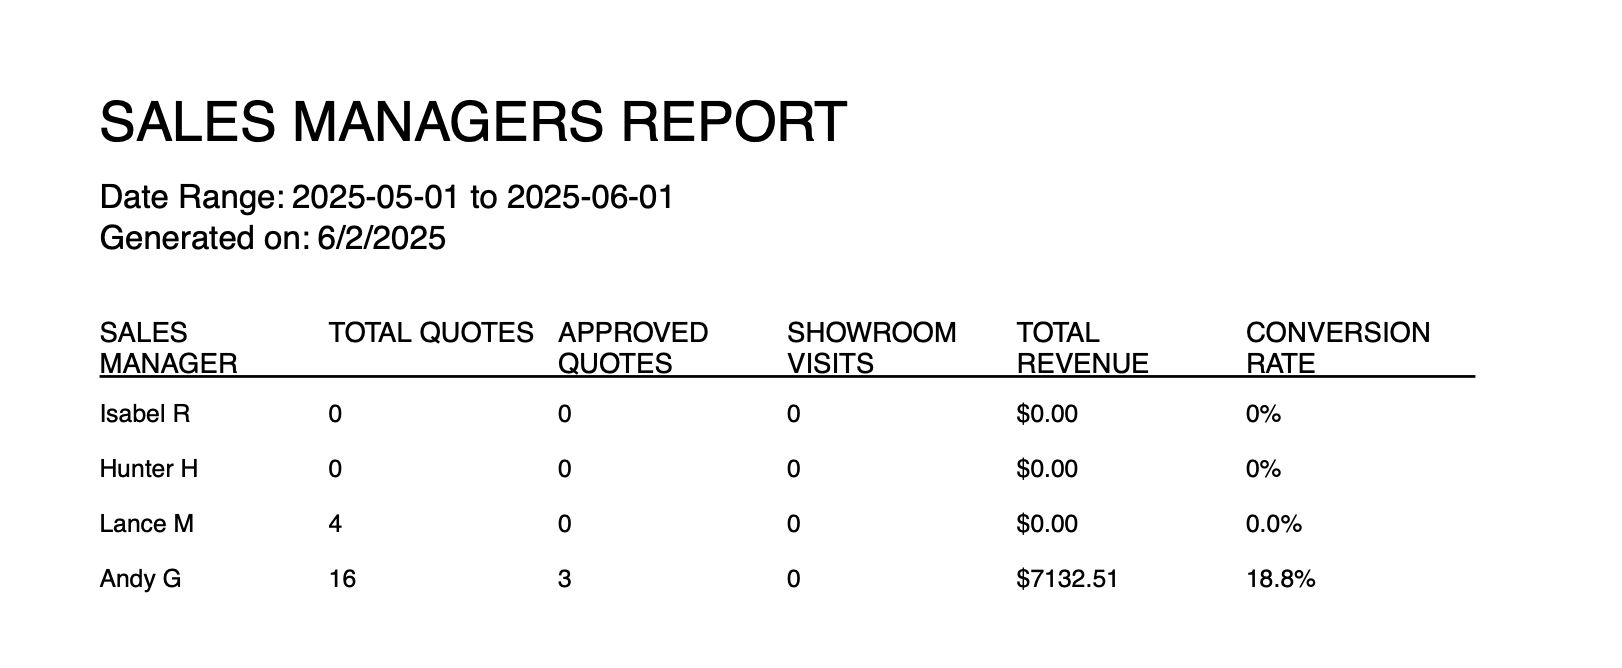 SALES MANAGERS REPORT
Date Range: 2025-05-01 to 2025-06-01
Generated on: 6/2/2025
SALES MANAGER TOTAL QUOTES APPROVED QUOTES SHOWROOM VISITS TOTAL REVENUE CONVERSION RATE
Isabel R 0 0 0 $0.00 0%
Hunter H 0 0 0 $0.00 0%
Lance M 4 0 0 $0.00 0.0%
Andy G 16 3 0 $7132.51 18.8%